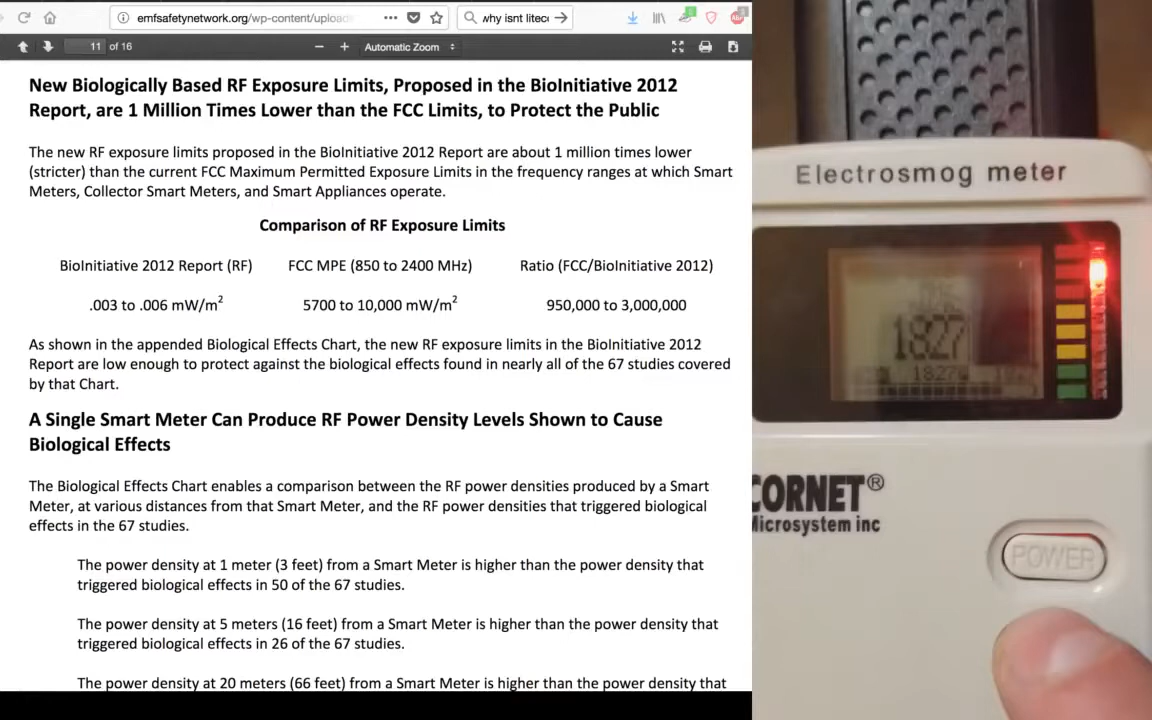 emfsafetynetwork.org/wp-content/upload
why isnt litec
11 of 16
Automatic Zoom
New Biologically Based RF Exposure Limits, Proposed in the BioInitiative 2012
Report, are 1 Million Times Lower than the FCC Limits, to Protect the Public
The new RF exposure limits proposed in the BioInitiative 2012 Report are about 1 million times lower
(stricter) than the current FCC Maximum Permitted Exposure Limits in the frequency ranges at which Smart
Meters, Collector Smart Meters, and Smart Appliances operate.
Comparison of RF Exposure Limits
BioInitiative 2012 Report (RF) FCC MPE (850 to 2400 MHz) Ratio (FCC/BioInitiative 2012)
.003 to .006 mW/m² 5700 to 10,000 mW/m² 950,000 to 3,000,000
As shown in the appended Biological Effects Chart, the new RF exposure limits in the BioInitiative 2012
Report are low enough to protect against the biological effects found in nearly all of the 67 studies covered
by that Chart.
A Single Smart Meter Can Produce RF Power Density Levels Shown to Cause
Biological Effects
The Biological Effects Chart enables a comparison between the RF power densities produced by a Smart
Meter, at various distances from that Smart Meter, and the RF power densities that triggered biological
effects in the 67 studies.
The power density at 1 meter (3 feet) from a Smart Meter is higher than the power density that
triggered biological effects in 50 of the 67 studies.
The power density at 5 meters (16 feet) from a Smart Meter is higher than the power density that
triggered biological effects in 26 of the 67 studies.
The power density at 20 meters (66 feet) from a Smart Meter is higher than the power density that
Electrosmog meter
1827
1827
CORNET®
Microsystem inc
POWER